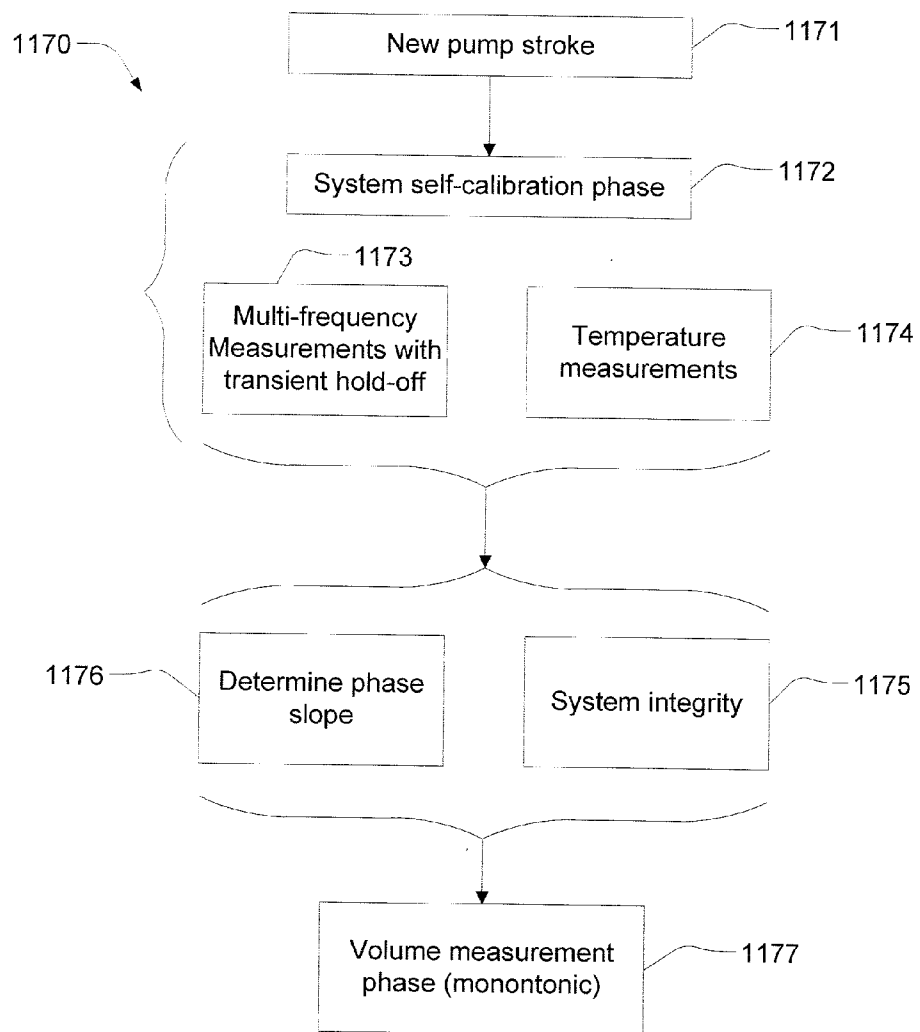 1170
New pump stroke
1171
System self-calibration phase
1172
1173
Multi-frequency
Measurements with
transient hold-off
Temperature
measurements
1174
1176
Determine phase
slope
System integrity
1175
Volume measurement
phase (monontonic)
1177